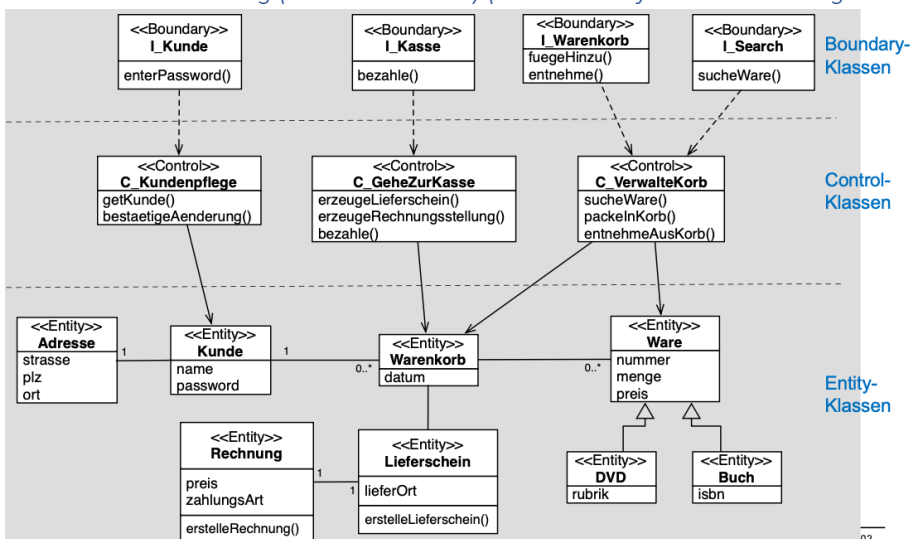 <<Boundary>>
I_Kunde
enterPassword()
<<Boundary>>
I_Kasse
bezahle()
<<Boundary>>
I_Warenkorb
fuegeHinzu()
entnehme()
<<Boundary>>
I_Search
sucheWare()
Boundary-
Klassen
<<Control>>
C_Kundenpflege
getKunde()
bestaetigeAenderung()
<<Control>>
C_GeheZurKasse
erzeugeLieferschein()
erzeugeRechnungsstellung()
bezahle()
<<Control>>
C_VerwalteKorb
sucheWare()
packeInKorb()
entnehmeAusKorb()
Control-
Klassen
<<Entity>>
Adresse
strasse
plz
ort
1
<<Entity>>
Kunde
name
password
1
0..*
<<Entity>>
Warenkorb
datum
0..*
<<Entity>>
Ware
nummer
menge
preis
Entity-
Klassen
<<Entity>>
Rechnung
preis
zahlungsArt
erstelleRechnung()
1
1
<<Entity>>
Lieferschein
lieferOrt
erstelleLieferschein()
<<Entity>>
DVD
rubrik
<<Entity>>
Buch
isbn